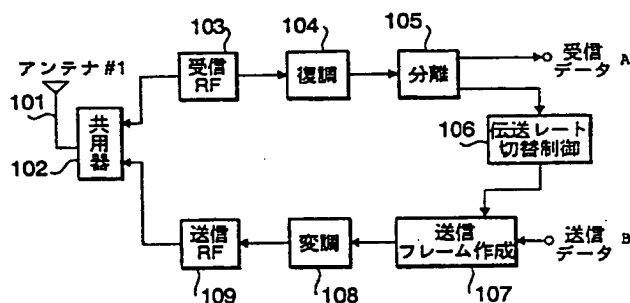 103
104
105
アンテナ #1
101
共用器
102
受信
RF
復調
分離
受信
データ A
106
伝送レート
切替制御
送信
RF
109
変調
108
送信
フレーム作成
107
送信
データ B